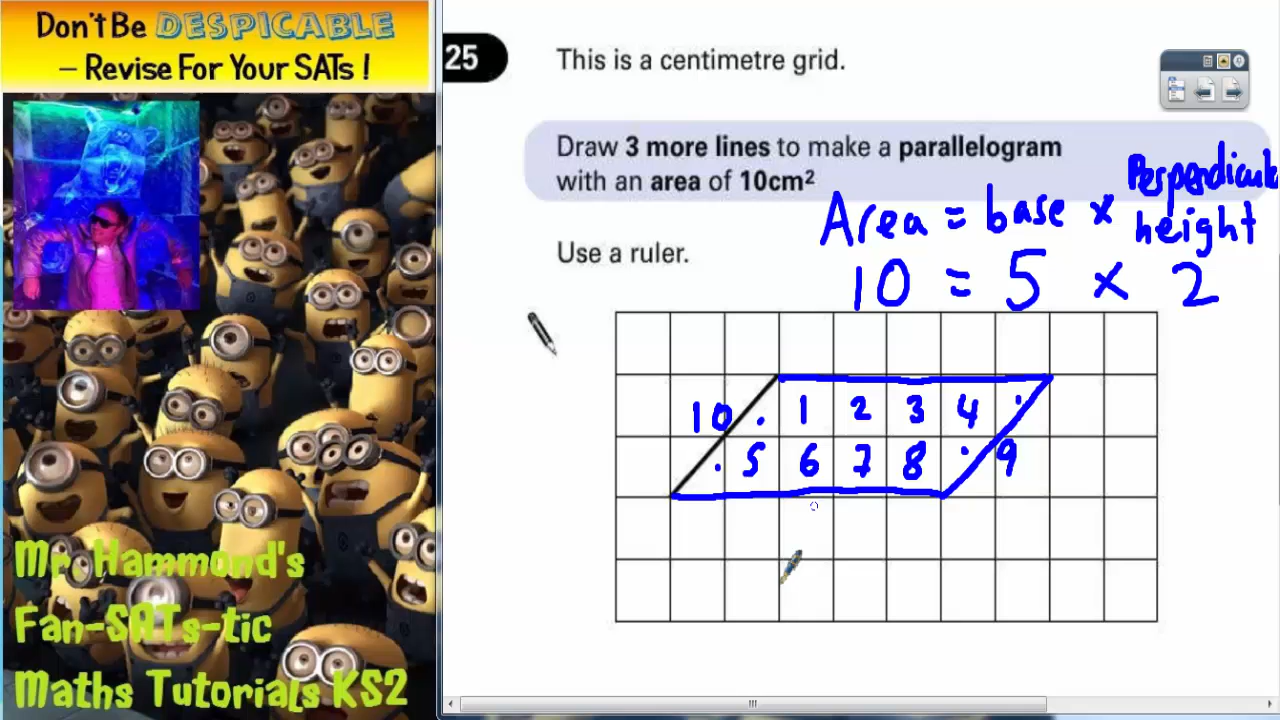 Don't Be DESPICABLE
– Revise For Your SATs !
Mr. Hammond's
Fan-SATs-tic
Maths Tutorials KS2
25
This is a centimetre grid.
Draw 3 more lines to make a parallelogram
with an area of 10cm²
Use a ruler.
Area = base × Perpendicula height
10 = 5 × 2
10 . 1 2 3 4 .
. 5 6 7 8 . 9